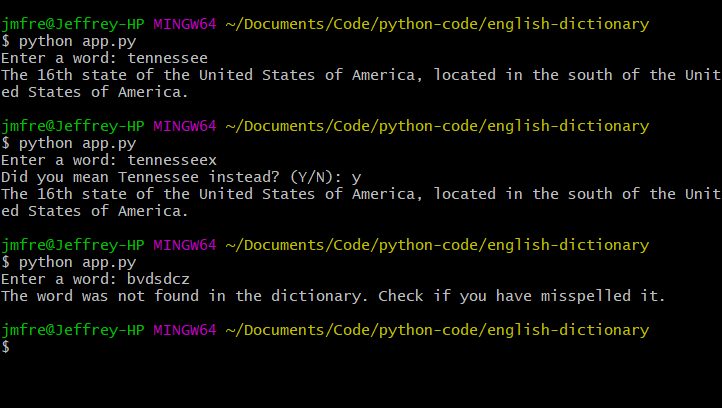 jmfre@Jeffrey-HP MINGW64 ~/Documents/Code/python-code/english-dictionary
$ python app.py
Enter a word: tennessee
The 16th state of the United States of America, located in the south of the Unit
ed States of America.
jmfre@Jeffrey-HP MINGW64 ~/Documents/Code/python-code/english-dictionary
$ python app.py
Enter a word: tennesseex
Did you mean Tennessee instead? (Y/N): y
The 16th state of the United States of America, located in the south of the Unit
ed States of America.
jmfre@Jeffrey-HP MINGW64 ~/Documents/Code/python-code/english-dictionary
$ python app.py
Enter a word: bvdsdcz
The word was not found in the dictionary. Check if you have misspelled it.
jmfre@Jeffrey-HP MINGW64 ~/Documents/Code/python-code/english-dictionary
$